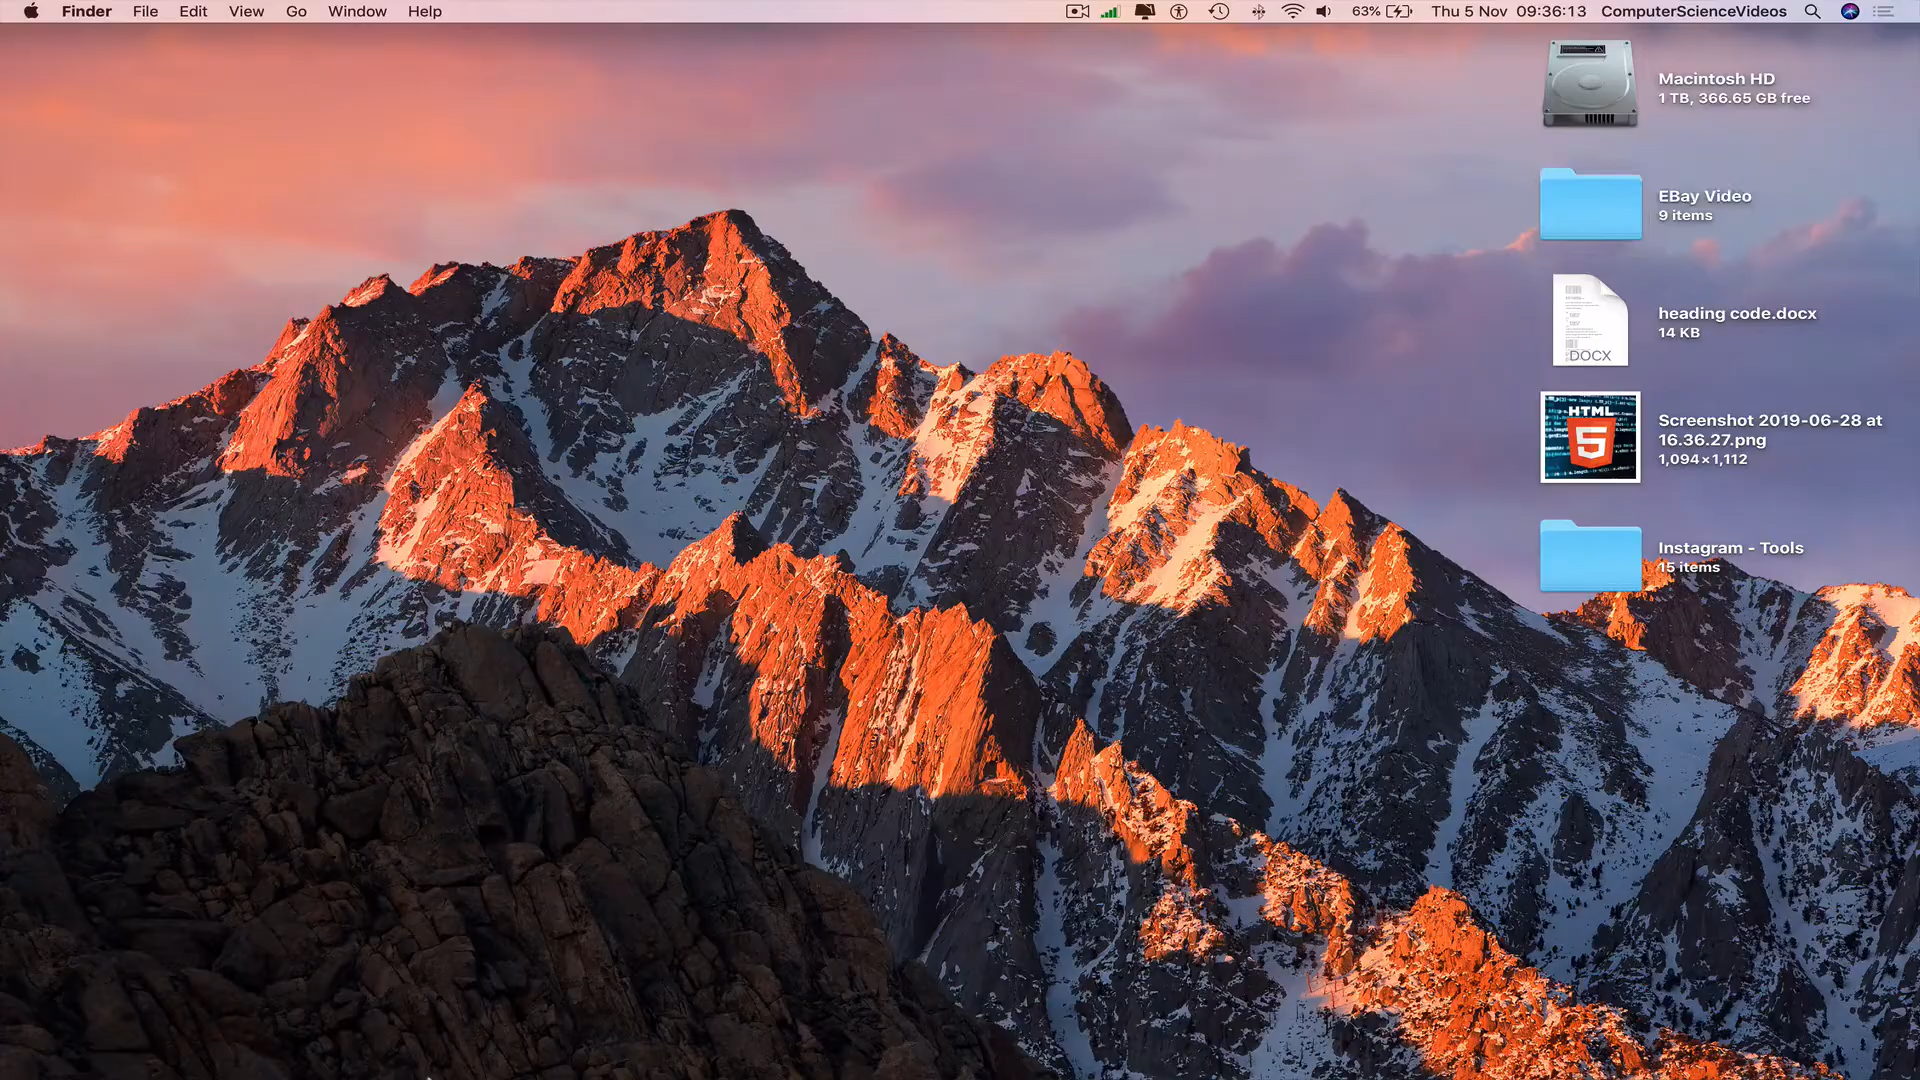 Finder File Edit View Go Window Help
63% Thu 5 Nov 09:36:13 ComputerScienceVideos
Macintosh HD
1 TB, 366.65 GB free
EBay Video
9 items
heading code.docx
14 KB
DOCX
HTML
5
Screenshot 2019-06-28 at
16.36.27.png
1,094×1,112
Instagram - Tools
15 items